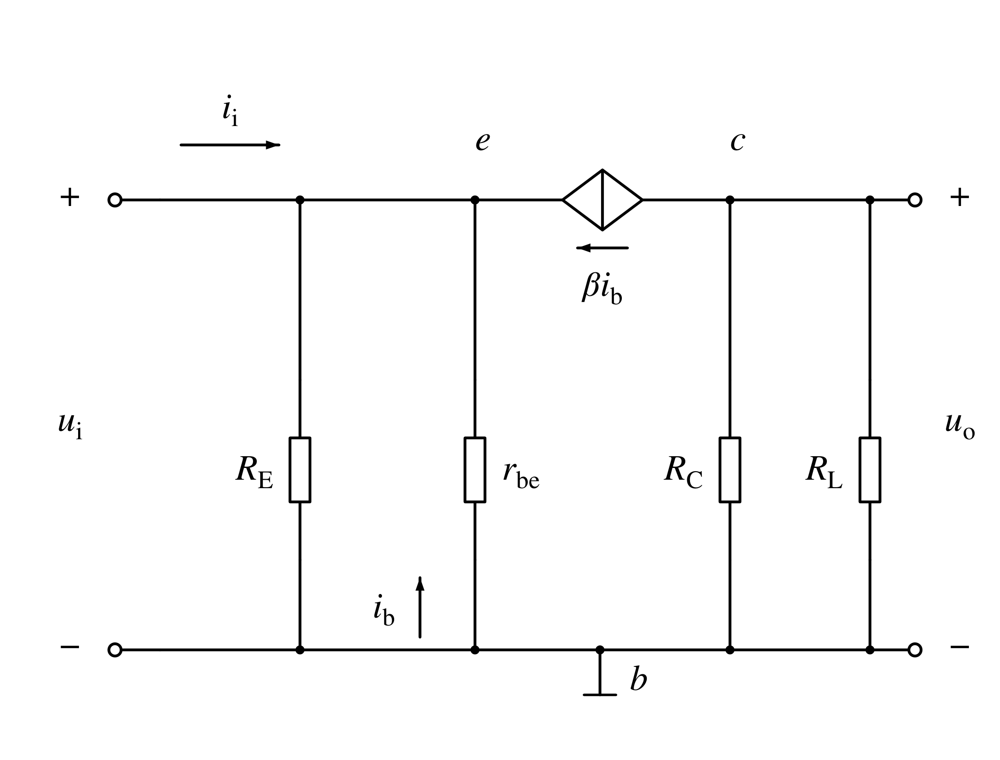 i_i
e
c
+
+
βi_b
u_i
u_o
R_E
r_be
R_C
R_L
i_b
−
−
b